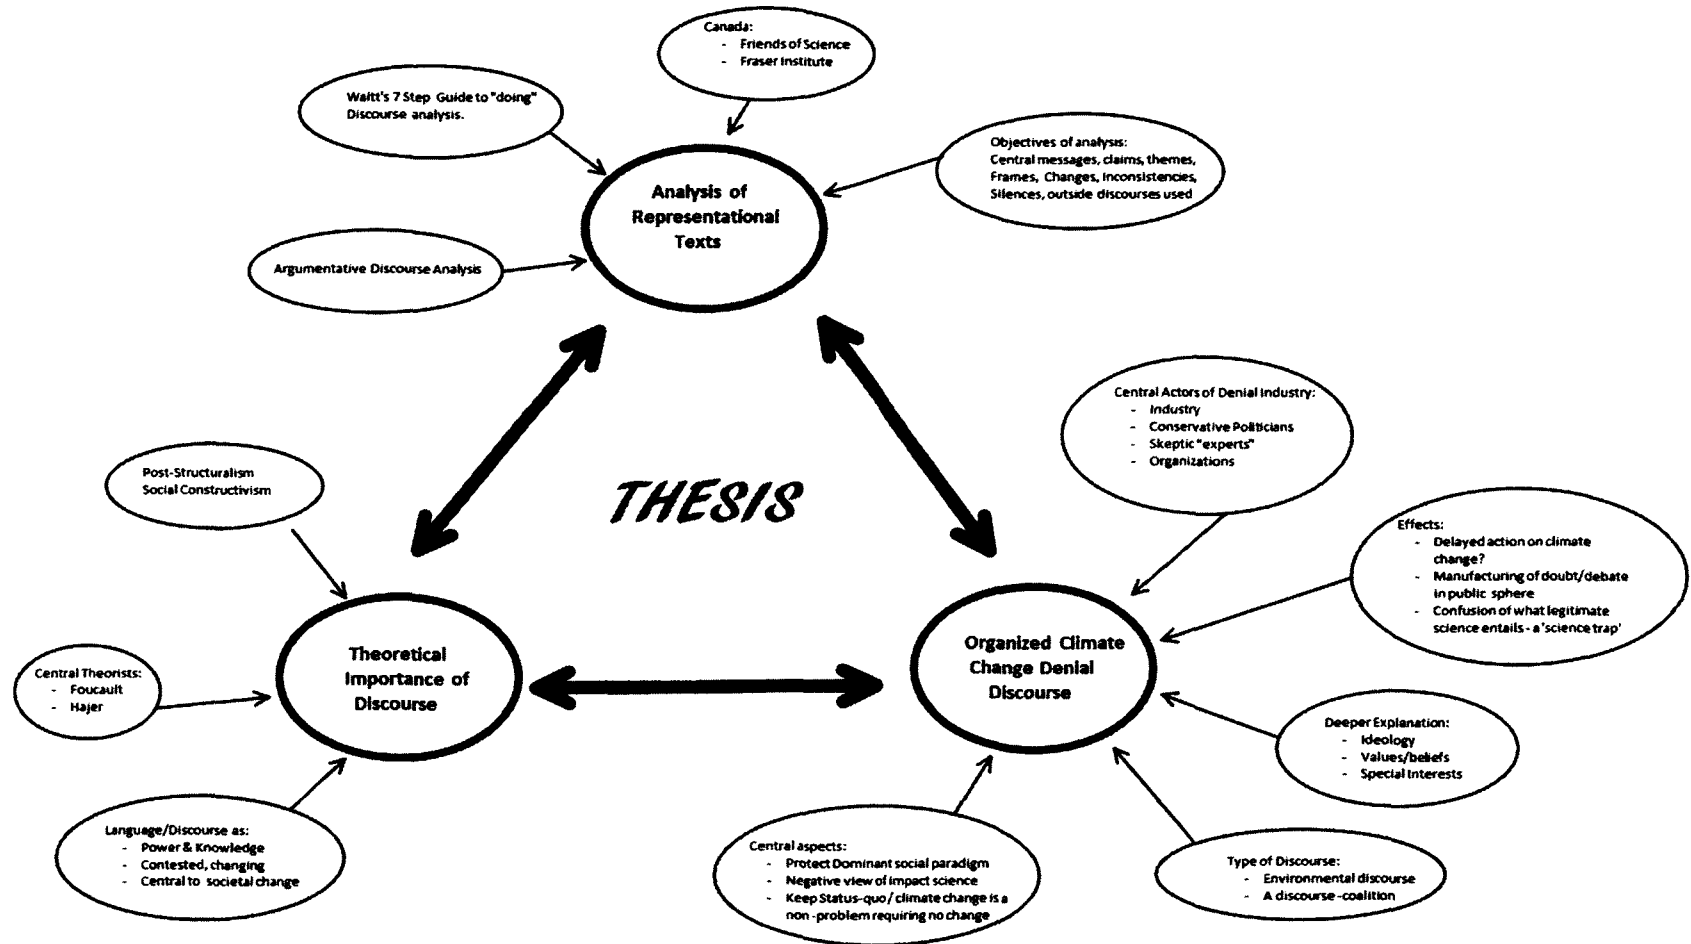 Canada:
- Friends of Science
- Fraser Institute
Waitt's 7 Step Guide to "doing"
Discourse analysis.
Objectives of analysis:
Central messages, claims, themes,
Frames, Changes, Inconsistencies,
Silences, outside discourses used
Analysis of
Representational
Texts
Argumentative Discourse Analysis
Central Actors of Denial Industry:
- Industry
- Conservative Politicians
- Skeptic "experts"
- Organizations
Post-Structuralism
Social Constructivism
THESIS
Effects:
- Delayed action on climate
change?
- Manufacturing of doubt/debate
in public sphere
- Confusion of what legitimate
science entails - a 'science trap'
Theoretical
Importance of
Discourse
Organized Climate
Change Denial
Discourse
Central Theorists:
- Foucault
- Hajer
Deeper Explanation:
- Ideology
- Values/beliefs
- Special Interests
Language/Discourse as:
- Power & Knowledge
- Contested, changing
- Central to societal change
Central aspects:
- Protect Dominant social paradigm
- Negative view of impact science
- Keep Status-quo / climate change is a
non-problem requiring no change
Type of Discourse:
- Environmental discourse
- A discourse-coalition